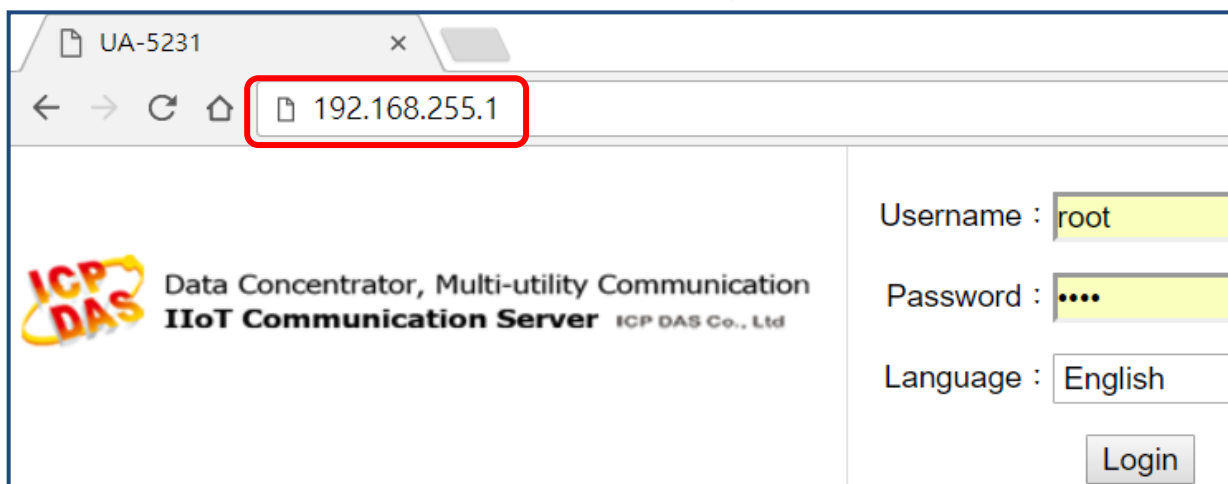 UA-5231
192.168.255.1
ICP DAS
Data Concentrator, Multi-utility Communication
IIoT Communication Server ICP DAS Co., Ltd
Username：root
Password：••••
Language：English
Login